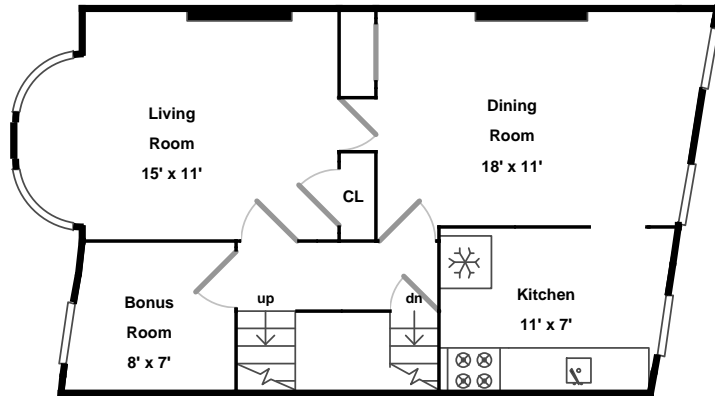 Living
Room
15' x 11'
Dining
Room
18' x 11'
CL
up
dn
Bonus
Room
8' x 7'
Kitchen
11' x 7'